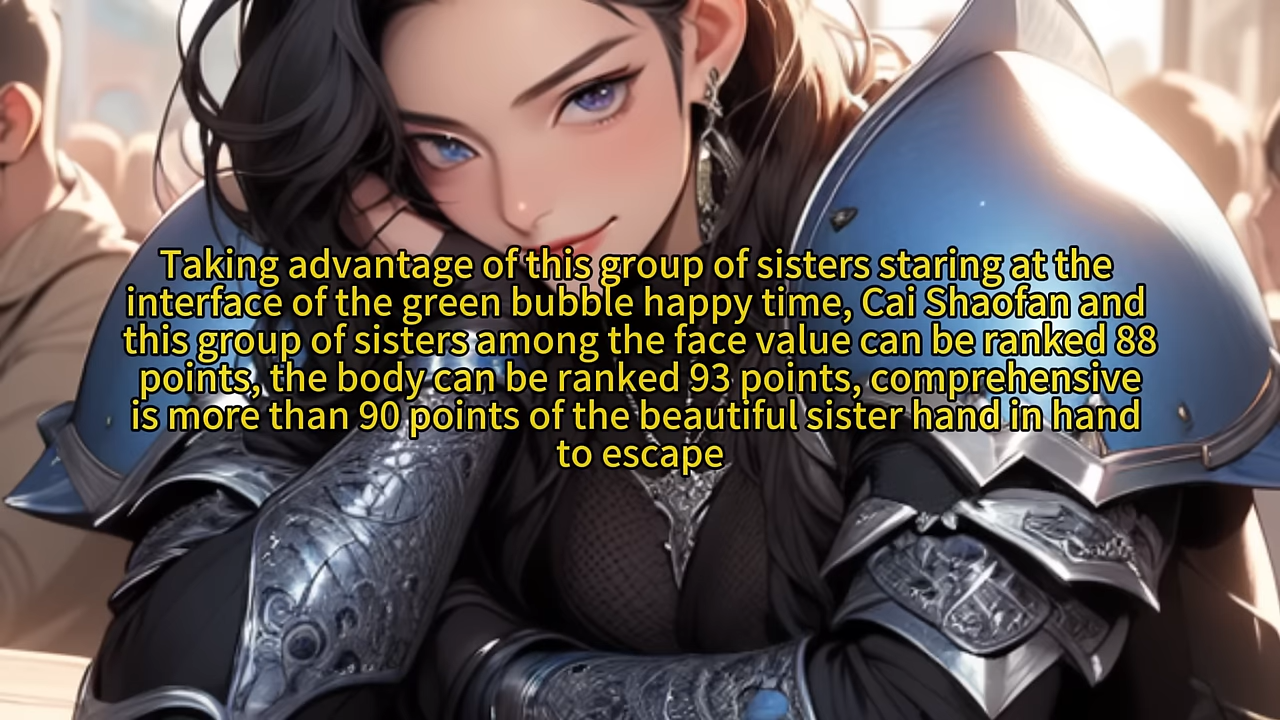 Taking advantage of this group of sisters staring at the
interface of the green bubble happy time, Cai Shaofan and
this group of sisters among the face value can be ranked 88
points, the body can be ranked 93 points, comprehensive
is more than 90 points of the beautiful sister hand in hand
to escape